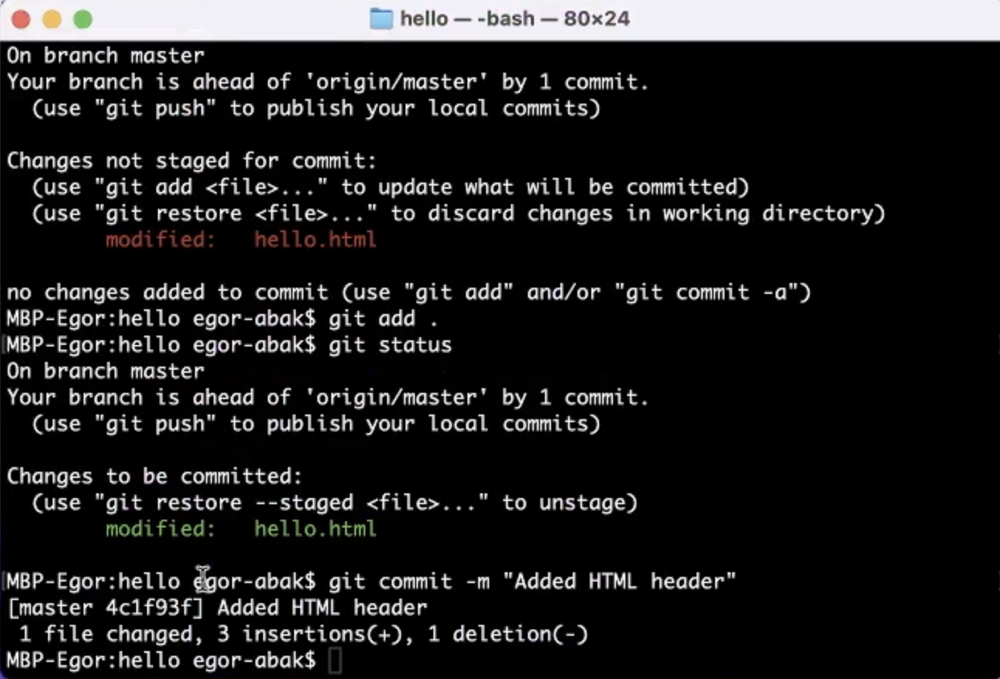 hello — -bash — 80×24
On branch master
Your branch is ahead of 'origin/master' by 1 commit.
  (use "git push" to publish your local commits)
Changes not staged for commit:
  (use "git add <file>..." to update what will be committed)
  (use "git restore <file>..." to discard changes in working directory)
        modified:   hello.html
no changes added to commit (use "git add" and/or "git commit -a")
MBP-Egor:hello egor-abak$ git add .
MBP-Egor:hello egor-abak$ git status
On branch master
Your branch is ahead of 'origin/master' by 1 commit.
  (use "git push" to publish your local commits)
Changes to be committed:
  (use "git restore --staged <file>..." to unstage)
        modified:   hello.html
MBP-Egor:hello egor-abak$ git commit -m "Added HTML header"
[master 4c1f93f] Added HTML header
 1 file changed, 3 insertions(+), 1 deletion(-)
MBP-Egor:hello egor-abak$